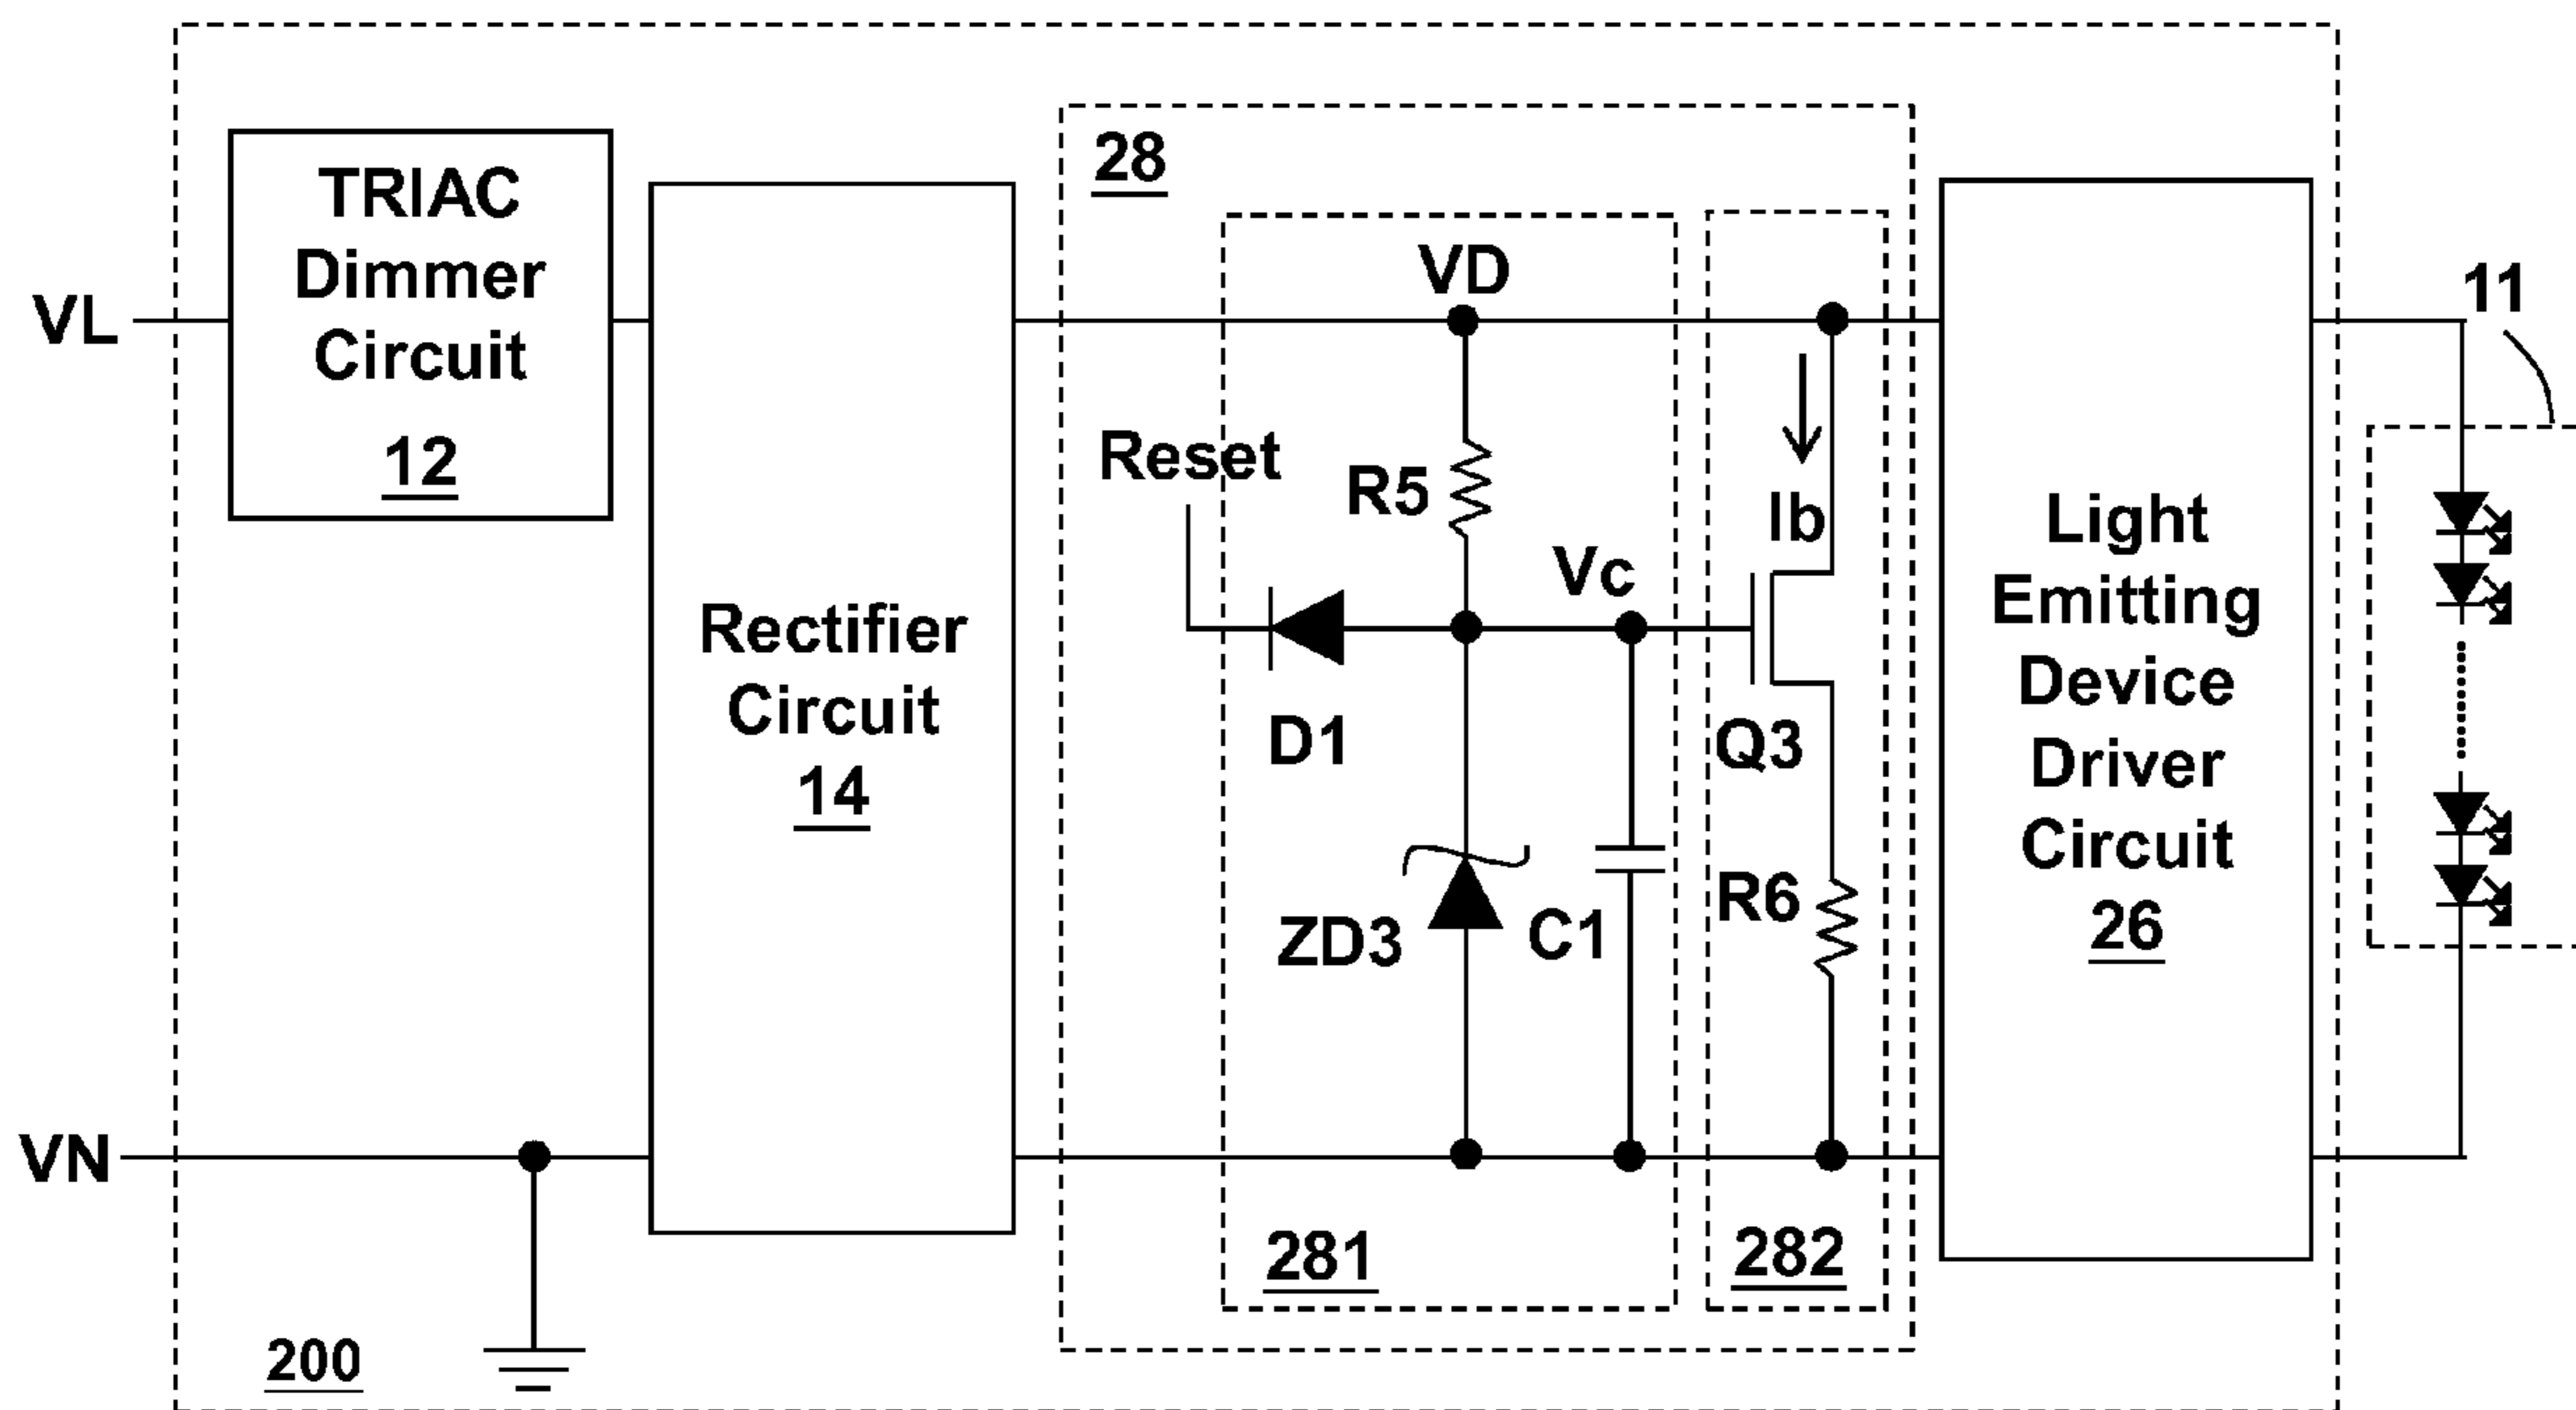 TRIAC
Dimmer
Circuit
12
VL
VN
200
Rectifier
Circuit
14
28
VD
Reset
R5
Vc
Ib
D1
Q3
ZD3
C1
R6
281
282
Light
Emitting
Device
Driver
Circuit
26
11